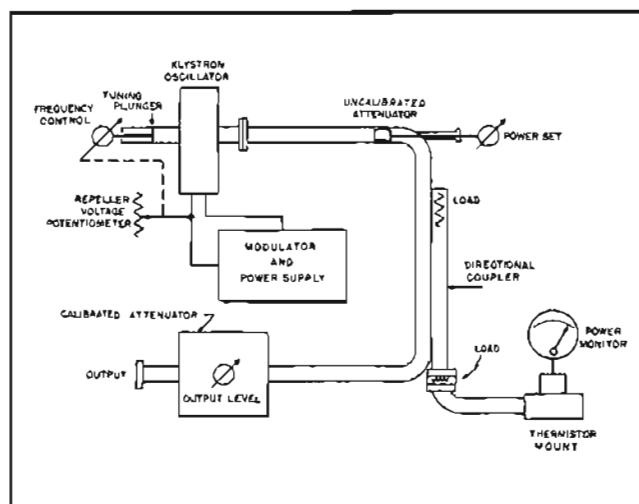 KLYSTRON
OSCILLATOR
TUNING
PLUNGER
FREQUENCY
CONTROL
UNCALIBRATED
ATTENUATOR
POWER SET
REPELLER
VOLTAGE
POTENTIOMETER
LOAD
MODULATOR
AND
POWER SUPPLY
DIRECTIONAL
COUPLER
CALIBRATED ATTENUATOR
POWER
MONITOR
LOAD
OUTPUT
OUTPUT LEVEL
THERMISTOR
MOUNT